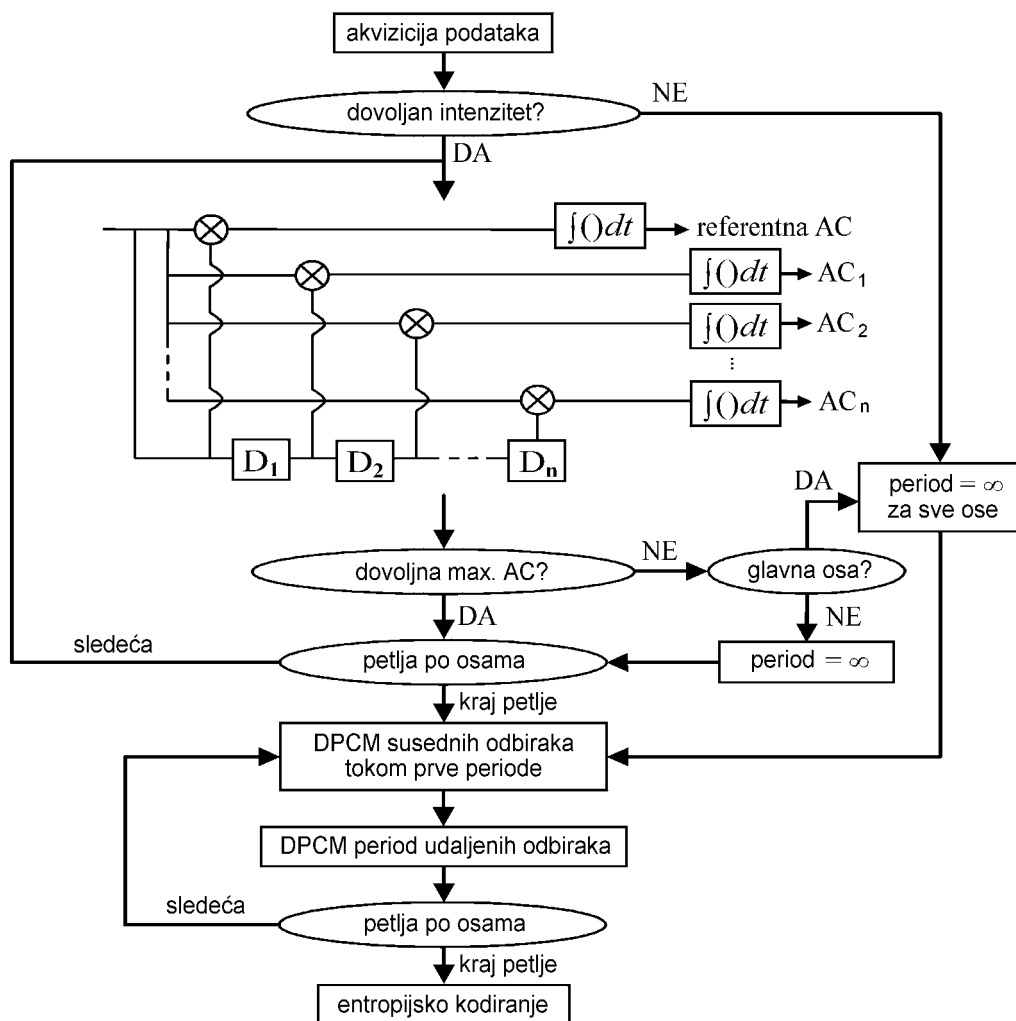 akvizicija podataka
dovoljan intenzitet?
NE
DA
∫()dt
referentna AC
∫()dt
AC1
∫()dt
AC2
⋮
∫()dt
ACn
D1
D2
Dn
DA
period = ∞
za sve ose
dovoljna max. AC?
NE
glavna osa?
DA
NE
sledeća
petlja po osama
period = ∞
kraj petlje
DPCM susednih odbiraka
tokom prve periode
DPCM period udaljenih odbiraka
sledeća
petlja po osama
kraj petlje
entropijsko kodiranje